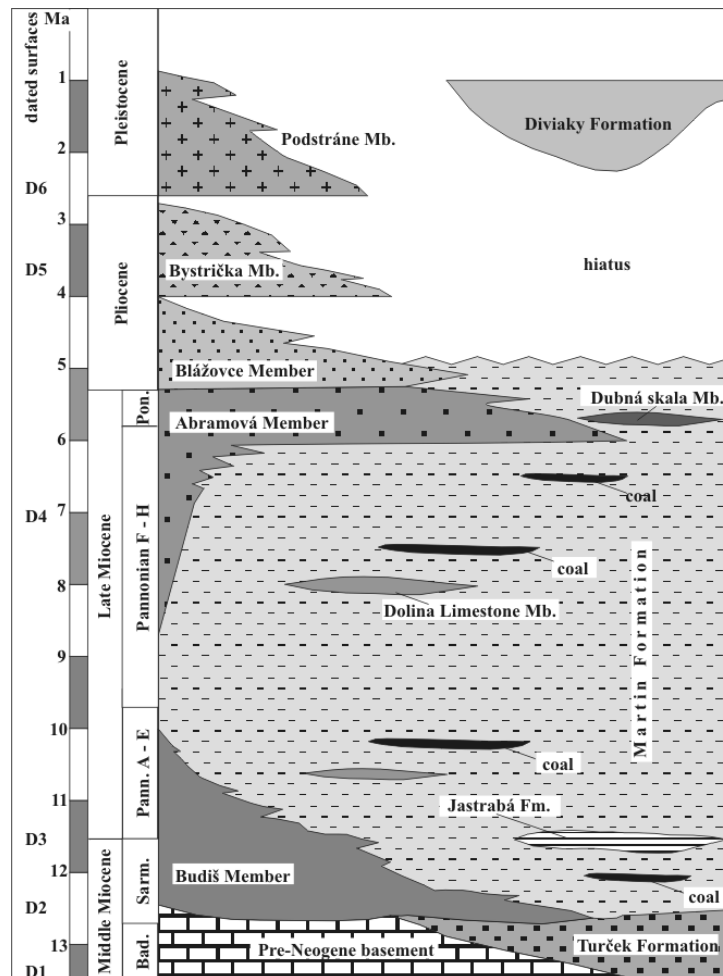 Ma
dated surfaces
1
2
D6
3
D5
4
5
6
7
D4
8
9
10
11
D3
12
D2
13
D1
Pleistocene
Pliocene
Late Miocene
Middle Miocene
Pon.
Pannonian F - H
Pann. A - E
Sarm.
Bad.
Podstráne Mb.
Diviaky Formation
Bystrička Mb.
hiatus
Blážovce Member
Dubná skala Mb.
Abramová Member
coal
coal
Dolina Limestone Mb.
Martin Formation
coal
Jastrabá Fm.
Budiš Member
coal
Pre-Neogene basement
Turček Formation